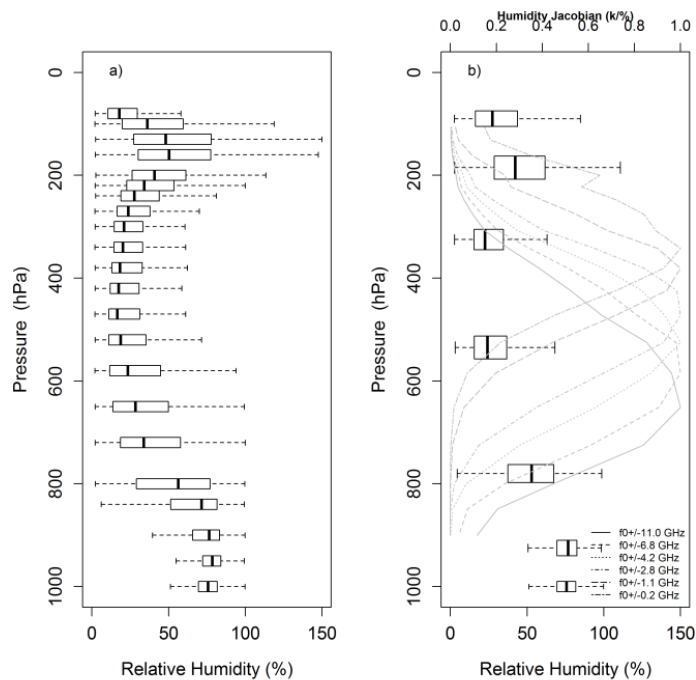 Humidity Jacobian (k/%)
0.0 0.2 0.4 0.6 0.8 1.0
a)
b)
0
200
400
600
800
1000
Pressure (hPa)
0
200
400
600
800
1000
Pressure (hPa)
f0+/-11.0 GHz
f0+/-6.8 GHz
f0+/-4.2 GHz
f0+/-2.8 GHz
f0+/-1.1 GHz
f0+/-0.2 GHz
0 50 100 150
0 50 100 150
Relative Humidity (%)
Relative Humidity (%)